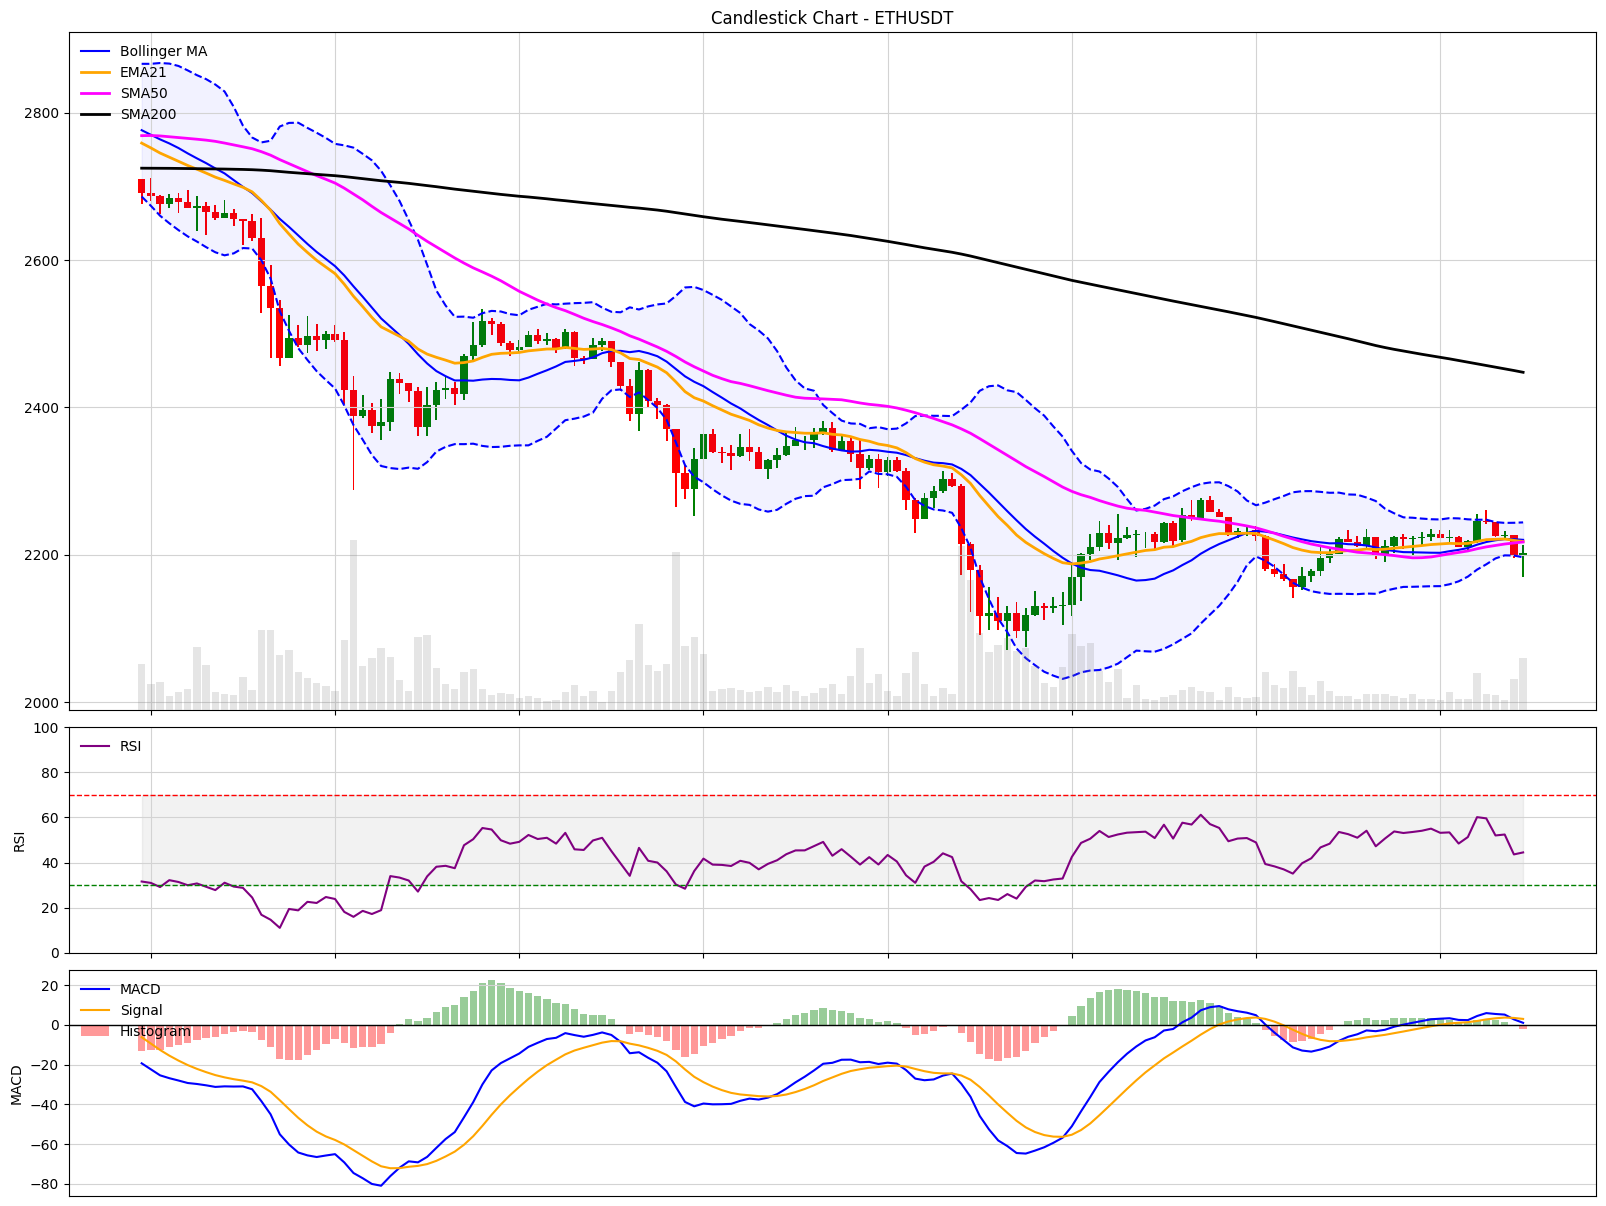 Candlestick Chart - ETHUSDT
Bollinger MA
EMA21
SMA50
SMA200
2800
2600
2400
2200
2000
RSI
100
80
60
40
20
0
RSI
MACD
Signal
Histogram
20
0
−20
−40
−60
−80
MACD